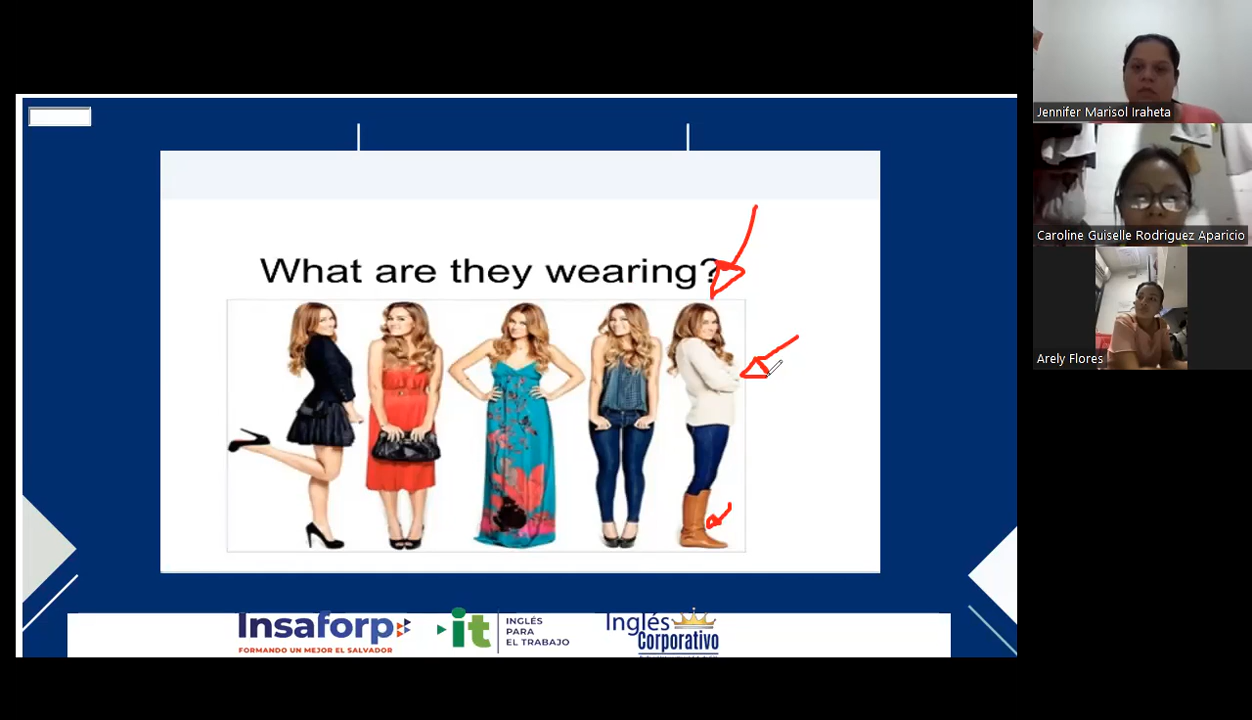 What are they wearing?
Insaforp
FORMANDO UN MEJOR EL SALVADOR
it
INGLÉS
PARA
EL TRABAJO
Inglés
Corporativo
Jennifer Marisol Iraheta
Caroline Guiselle Rodriguez Aparicio
Arely Flores